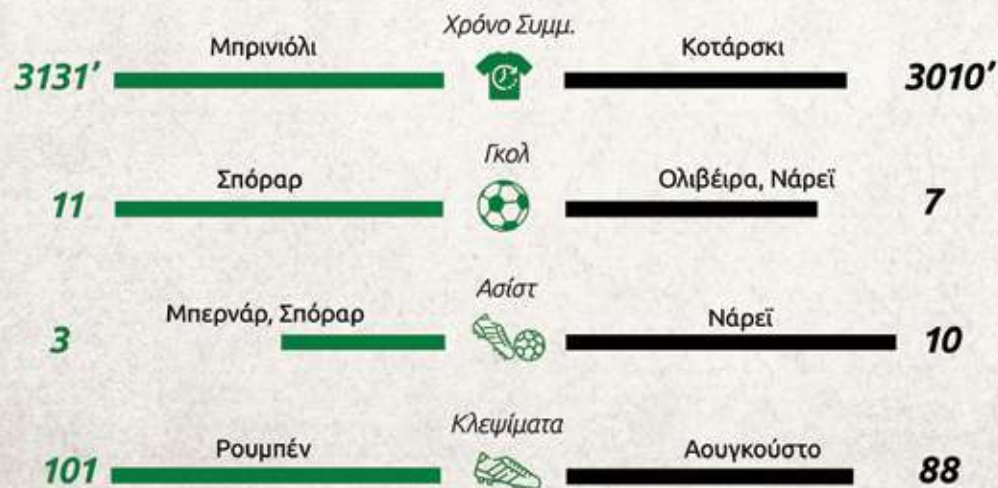 Χρόνο Συμμ.
Μπρινιόλι
Κοτάρσκι
3131’
3010’
Γκολ
Σπόραρ
Ολιβέιρα, Νάρεϊ
11
7
Ασίστ
Μπερνάρ, Σπόραρ
Νάρεϊ
3
10
Κλεψίματα
Ρουμπέν
Αουγκούστο
101
88